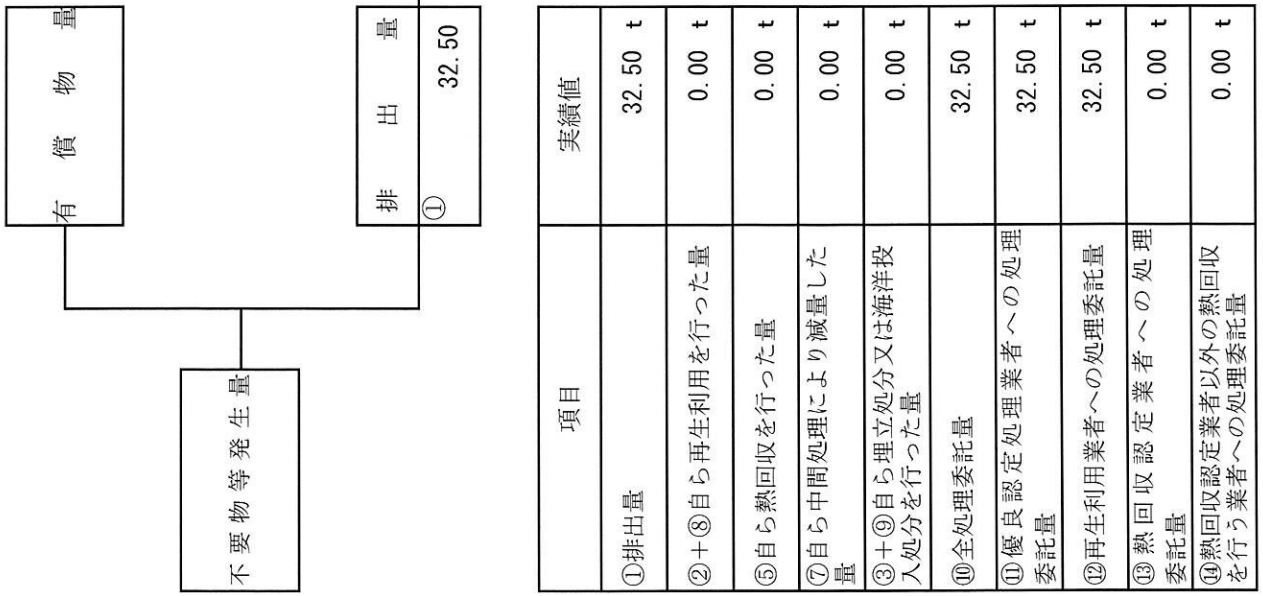 有償物量
不要物等発生量
排出量
①
32.50
項目 実績値
①排出量 32.50 t
②+⑧自ら再生利用を行った量 0.00 t
⑤自ら熱回収を行った量 0.00 t
⑦自ら中間処理により減量した
量 0.00 t
③+⑨自ら埋立処分又は海洋投
入処分を行った量 0.00 t
⑩全処理委託量 32.50 t
⑪優良認定処理業者への処理
委託量 32.50 t
⑫再生利用業者への処理委託量 32.50 t
⑬熱回収認定業者への処理
委託量 0.00 t
⑭熱回収認定業者以外の熱回収
を行う業者への処理委託量 0.00 t